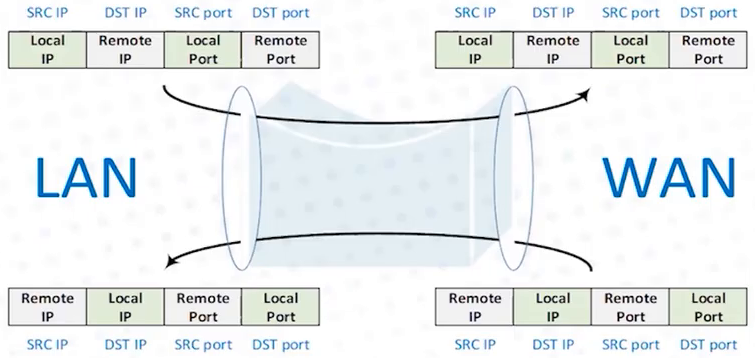 SRC IP DST IP SRC port DST port SRC IP DST IP SRC port DST port
Local IP Remote IP Local Port Remote Port Local IP Remote IP Local Port Remote Port
LAN WAN
Remote IP Local IP Remote Port Local Port Remote IP Local IP Remote Port Local Port
SRC IP DST IP SRC port DST port SRC IP DST IP SRC port DST port